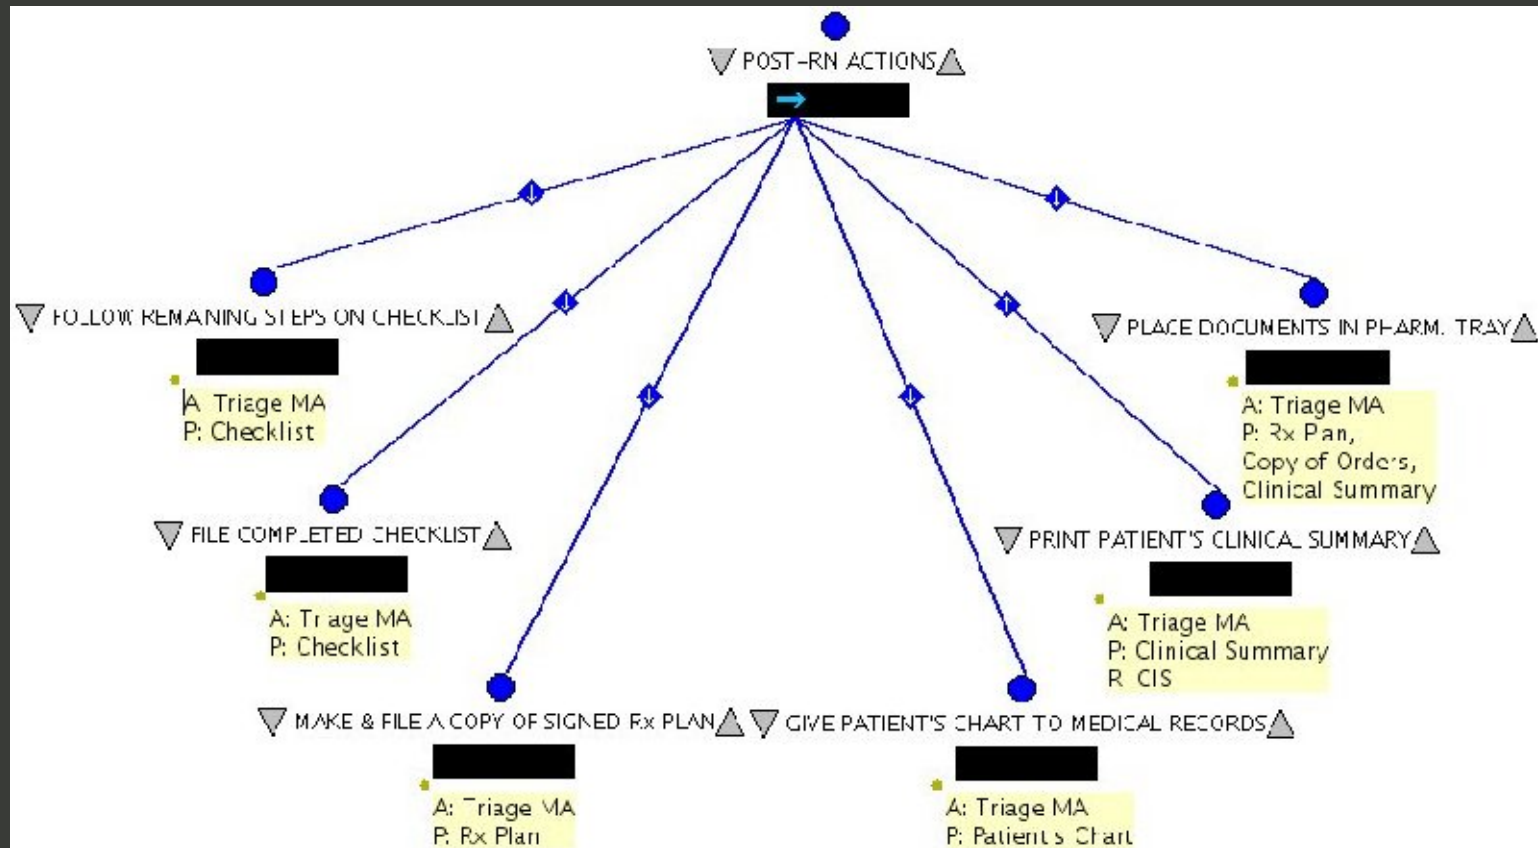 POST-RN ACTIONS
FOLLOW REMANING STEPS ON CHECKLIST
A: Triage MA
P: Checklist
FILE COMPLETED CHECKLIST
A: Triage MA
P: Checklist
MAKE & FILE A COPY OF SIGNED Rx PLAN
A: Triage MA
P: Rx Plan
GIVE PATIENT'S CHART TO MEDICAL RECORDS
A: Triage MA
P: Patient's Chart
PRINT PATIENT'S CLINICAL SUMMARY
A: Triage MA
P: Clinical Summary
R: CIS
PLACE DOCUMENTS IN PHARM. TRAY
A: Triage MA
P: Rx Plan,
Copy of Orders,
Clinical Summary